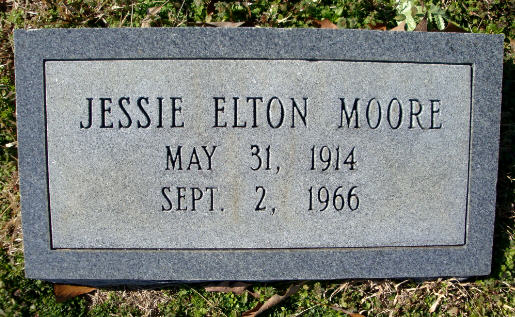 JESSIE ELTON MOORE
MAY 31, 1914
SEPT. 2, 1966